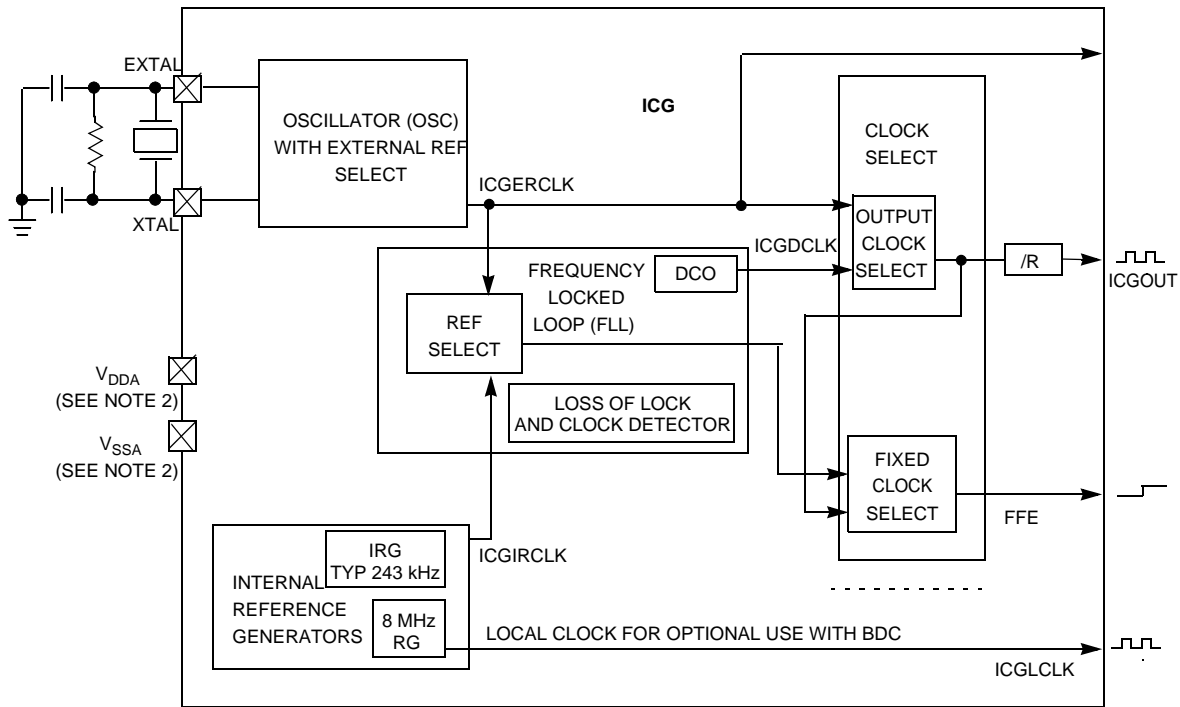 EXTAL
XTAL
OSCILLATOR (OSC)
WITH EXTERNAL REF
SELECT
ICG
ICGERCLK
CLOCK
SELECT
OUTPUT
CLOCK
SELECT
ICGDCLK
/R
ICGOUT
FREQUENCY
LOCKED
LOOP (FLL)
DCO
REF
SELECT
LOSS OF LOCK
AND CLOCK DETECTOR
VDDA
(SEE NOTE 2)
VSSA
(SEE NOTE 2)
FIXED
CLOCK
SELECT
FFE
ICGIRCLK
IRG
TYP 243 kHz
INTERNAL
REFERENCE
GENERATORS
8 MHz
RG
LOCAL CLOCK FOR OPTIONAL USE WITH BDC
ICGLCLK